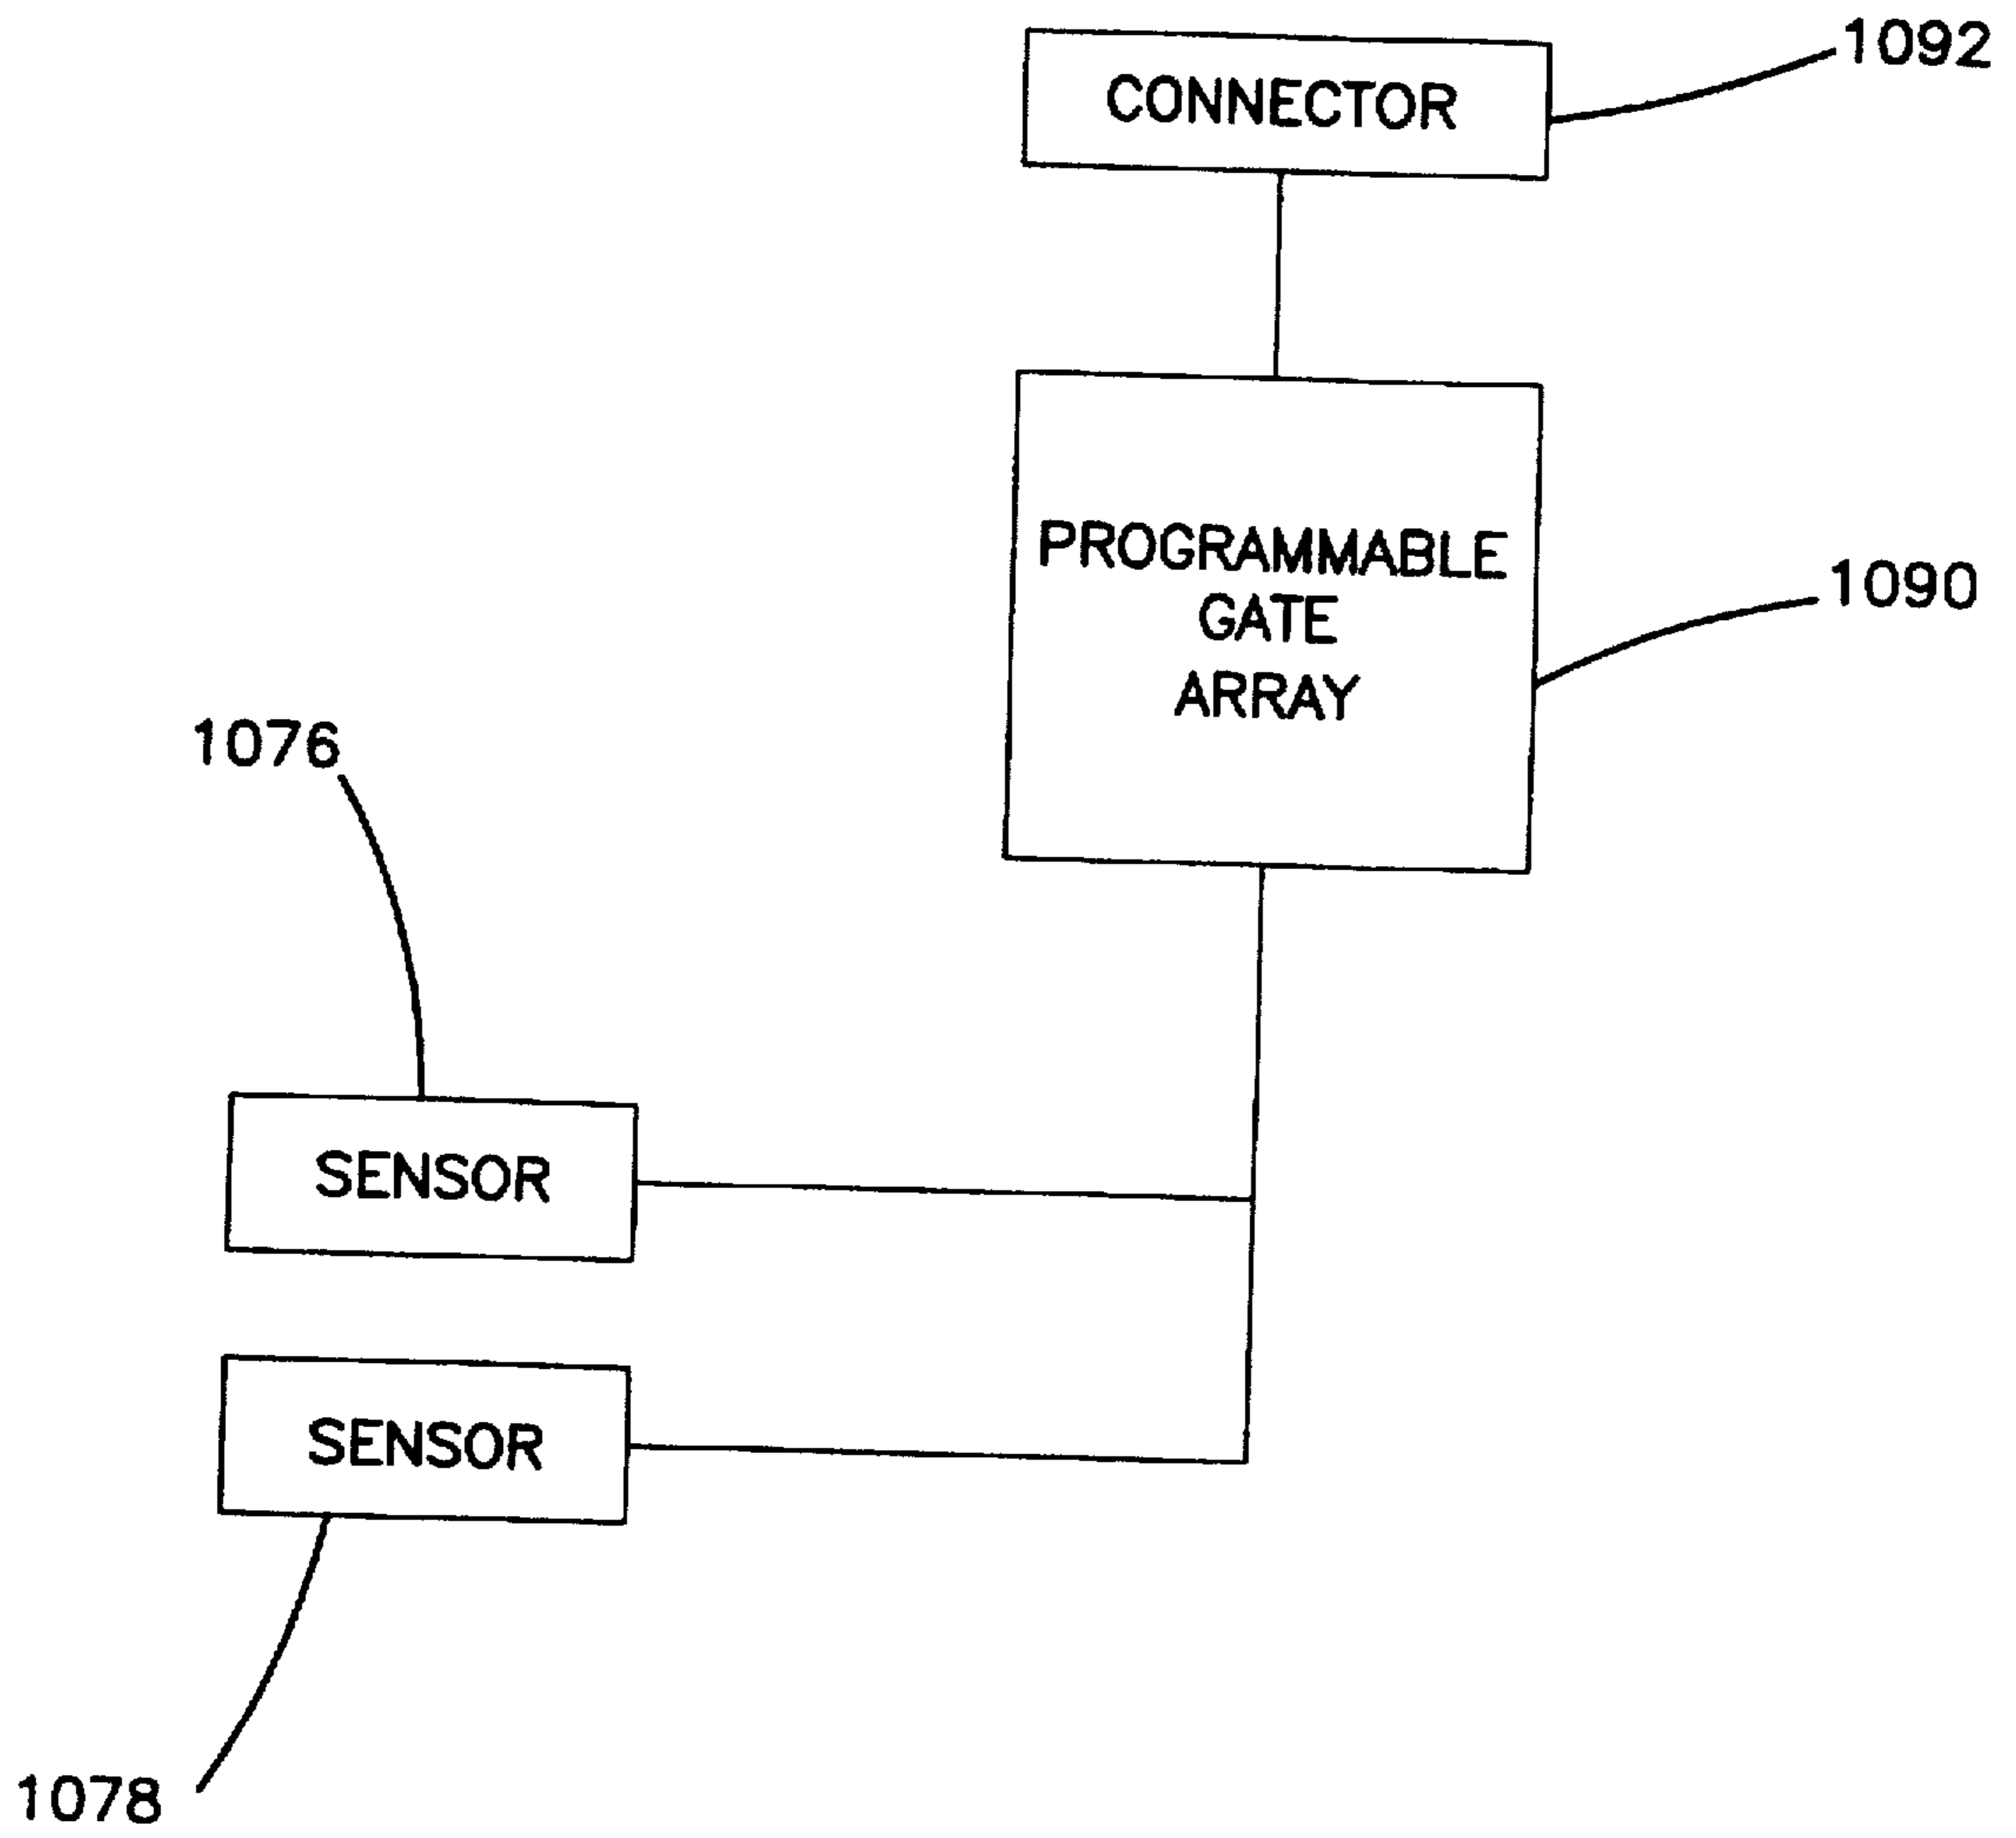 1092
CONNECTOR
PROGRAMMABLE
GATE
ARRAY
1090
1076
SENSOR
SENSOR
1078